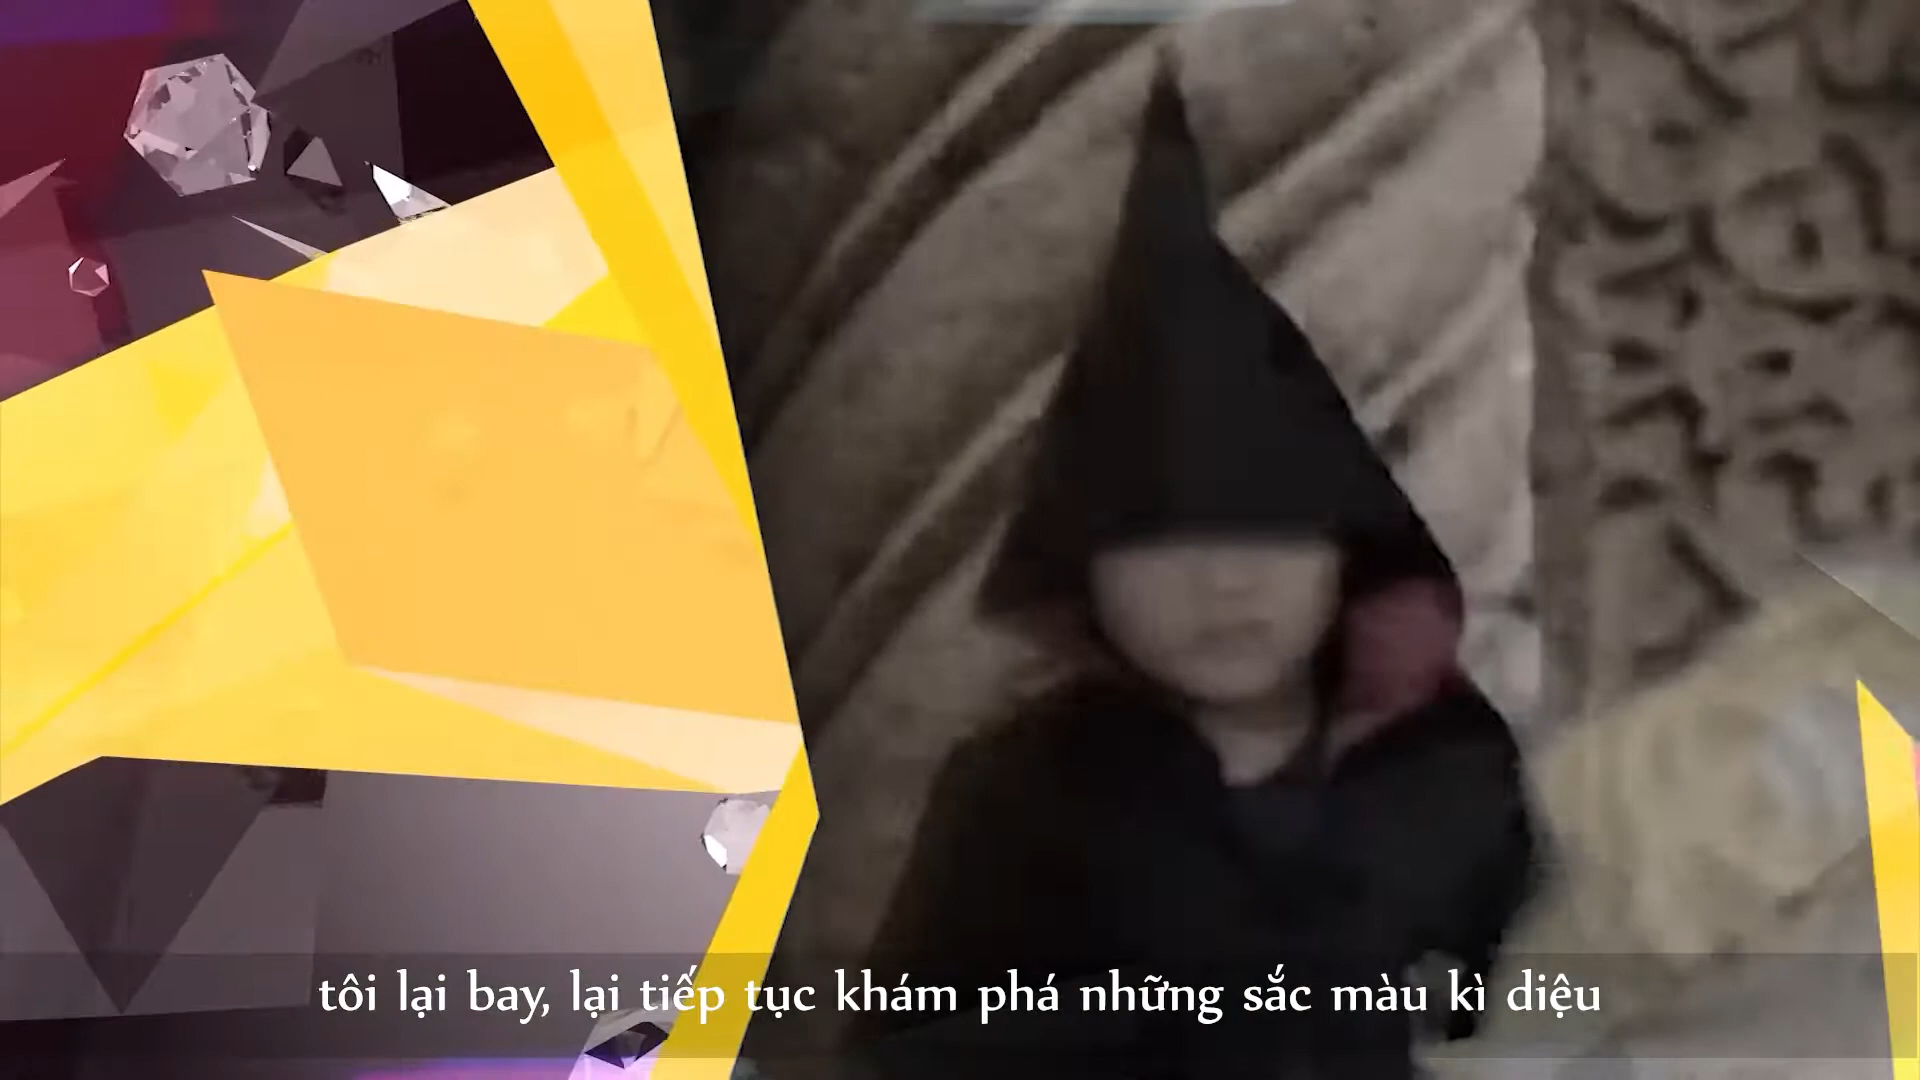 tôi lại bay, lại tiếp tục khám phá những sắc màu kì diệu